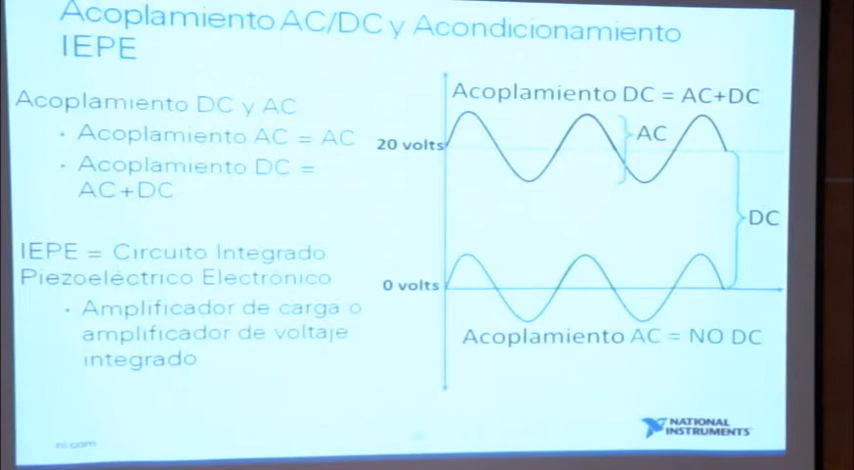 Acoplamiento AC/DC y Acondicionamiento
IEPE
Acoplamiento DC y AC
· Acoplamiento AC = AC
· Acoplamiento DC =
AC+DC
IEPE = Circuito Integrado
Piezoeléctrico Electrónico
· Amplificador de carga o
amplificador de voltaje
integrado
Acoplamiento DC = AC+DC
20 volts
AC
DC
0 volts
Acoplamiento AC = NO DC
ni.com
NATIONAL
INSTRUMENTS